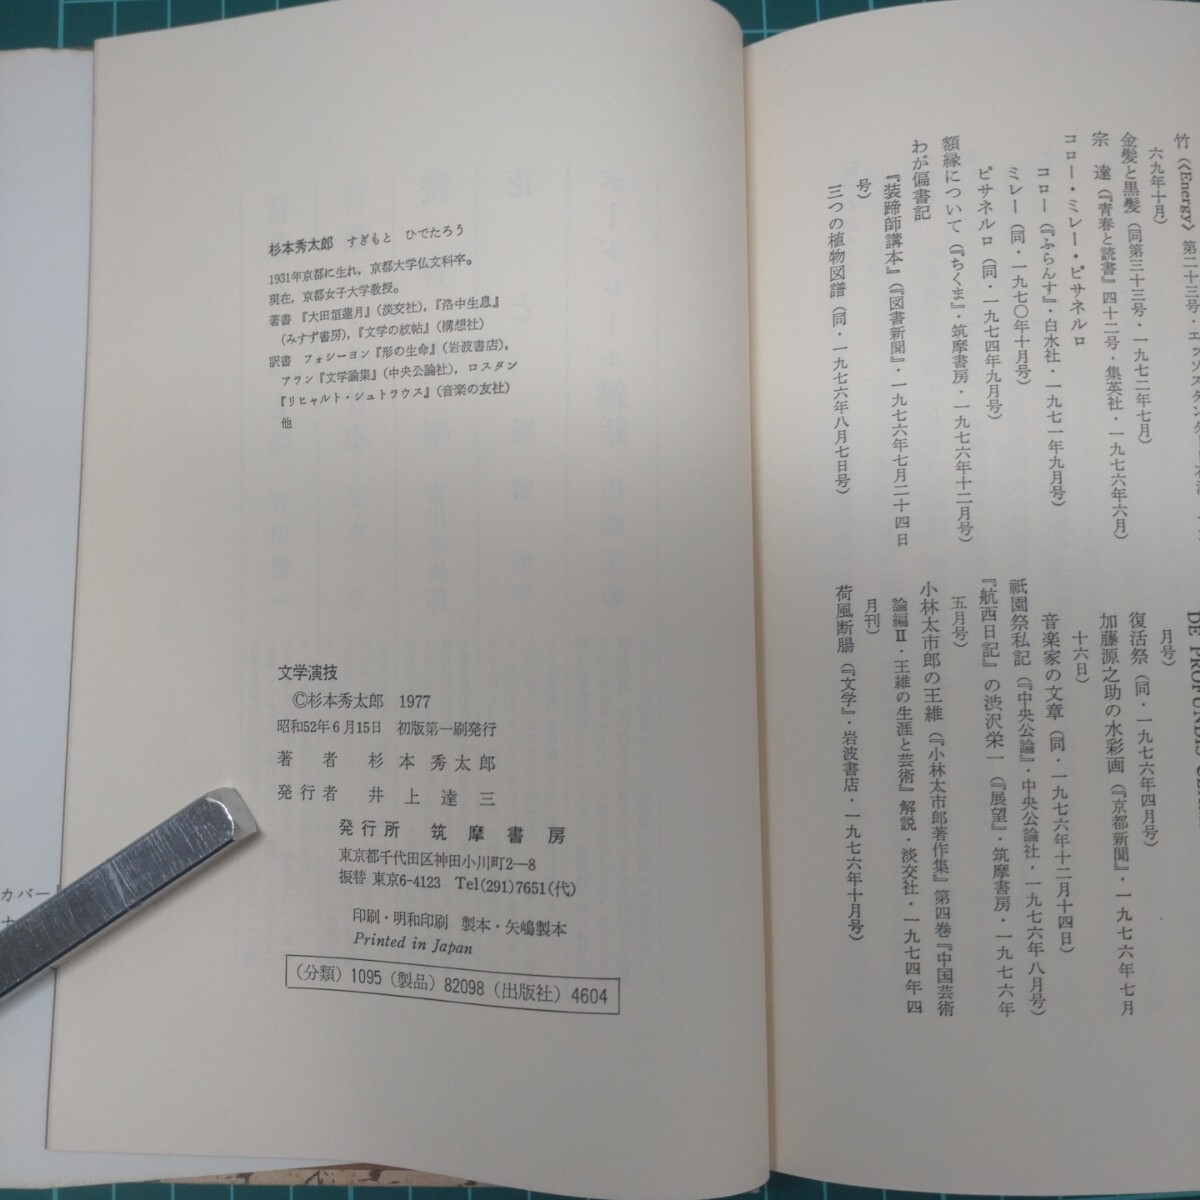 竹(《Energy》第二十三号・エッソスタン
六九年十月)
金髪と黒髪(同第三十三号・一九七二年七月)
宗 達(『青春と読書』四十二号・集英社・一九七六年六月)
コロー・ミレー・ピサネルロ
コロー(『ふらんす』・白水社・一九七一年九月号)
ミレー(同・一九七〇年十月号)
ピサネルロ(同・一九七四年九月号)
額縁について(『ちくま』・筑摩書房・一九七六年十二月号)
わが偏書記
『装蹄師講本』(『図書新聞』・一九七六年七月二十四日
号)
三つの植物図譜(同・一九七六年八月七日号)
DE PROFUNDIS
月号)
復活祭(同・一九七六年四月号)
加藤源之助の水彩画(『京都新聞』・一九七六年七月
十六日)
音楽家の文章(同・一九七六年十二月十四日)
祇園祭私記(『中央公論』・中央公論社・一九七六年八月号)
『航西日記』の渋沢栄一(『展望』・筑摩書房・一九七六年
五月号)
小林太市郎の王維(『小林太市郎著作集』第四巻『中国芸術
論編Ⅱ・王維の生涯と芸術』解説・淡交社・一九七四年四
月刊)
荷風断腸(『文学』・岩波書店・一九七六年十月号)
杉本秀太郎 すぎもと ひでたろう
1931年京都に生れ,京都大学仏文科卒。
現在,京都女子大学教授。
著書 『大田垣蓮月』(淡交社),『洛中生息』
(みすず書房),『文学の紋帖』(構想社)
訳書 フォシーヨン『形の生命』(岩波書店),
アラン『文学論集』(中央公論社),ロスタン
『リヒャルト・シュトラウス』(音楽の友社)
他
文学演技
©杉本秀太郎 1977
昭和52年6月15日 初版第一刷発行
著者 杉本秀太郎
発行者 井上達三
発行所 筑摩書房
東京都千代田区神田小川町2—8
振替 東京6-4123 Tel(291)7651(代)
印刷・明和印刷 製本・矢嶋製本
Printed in Japan
(分類)1095(製品)82098(出版社)4604
カバー